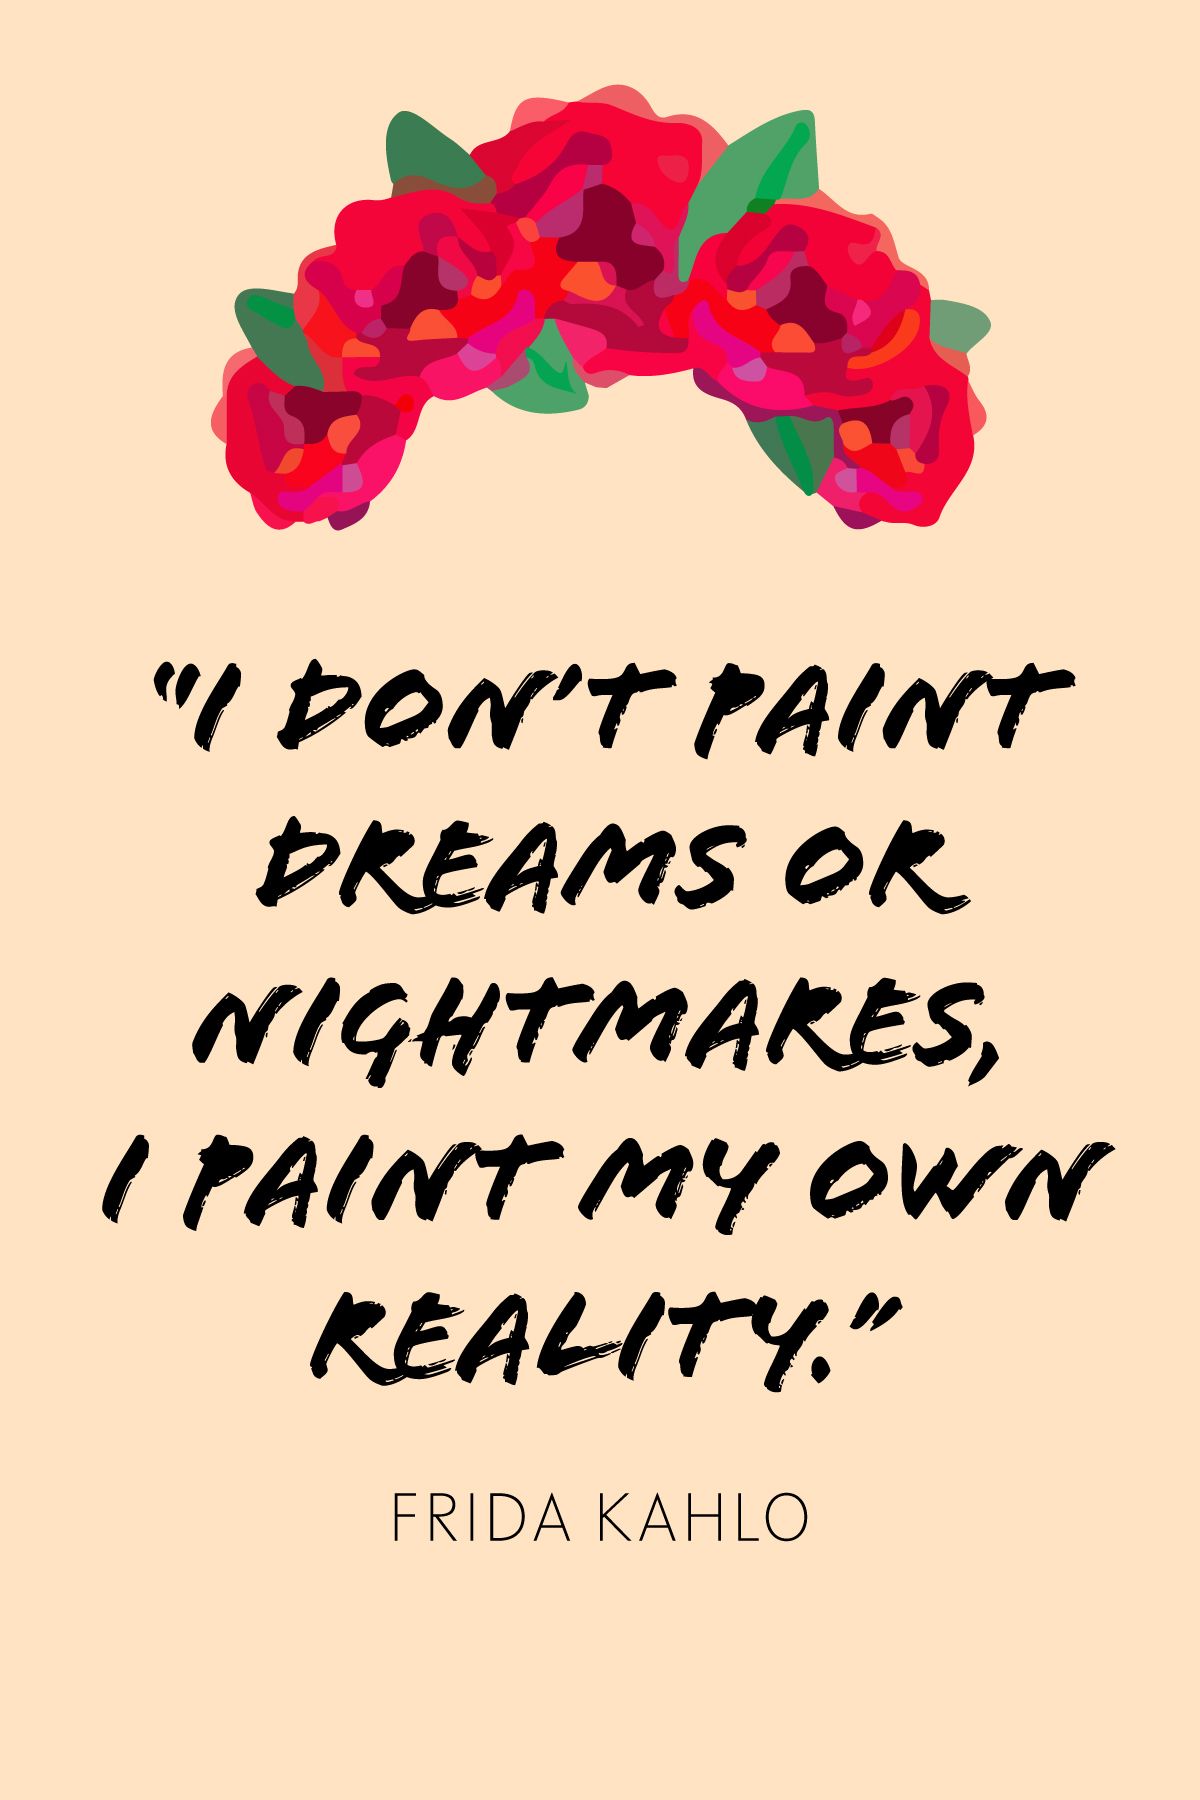 “I DON’T PAINT
DREAMS OR
NIGHTMARES,
I PAINT MY OWN
REALITY.”
FRIDA KAHLO